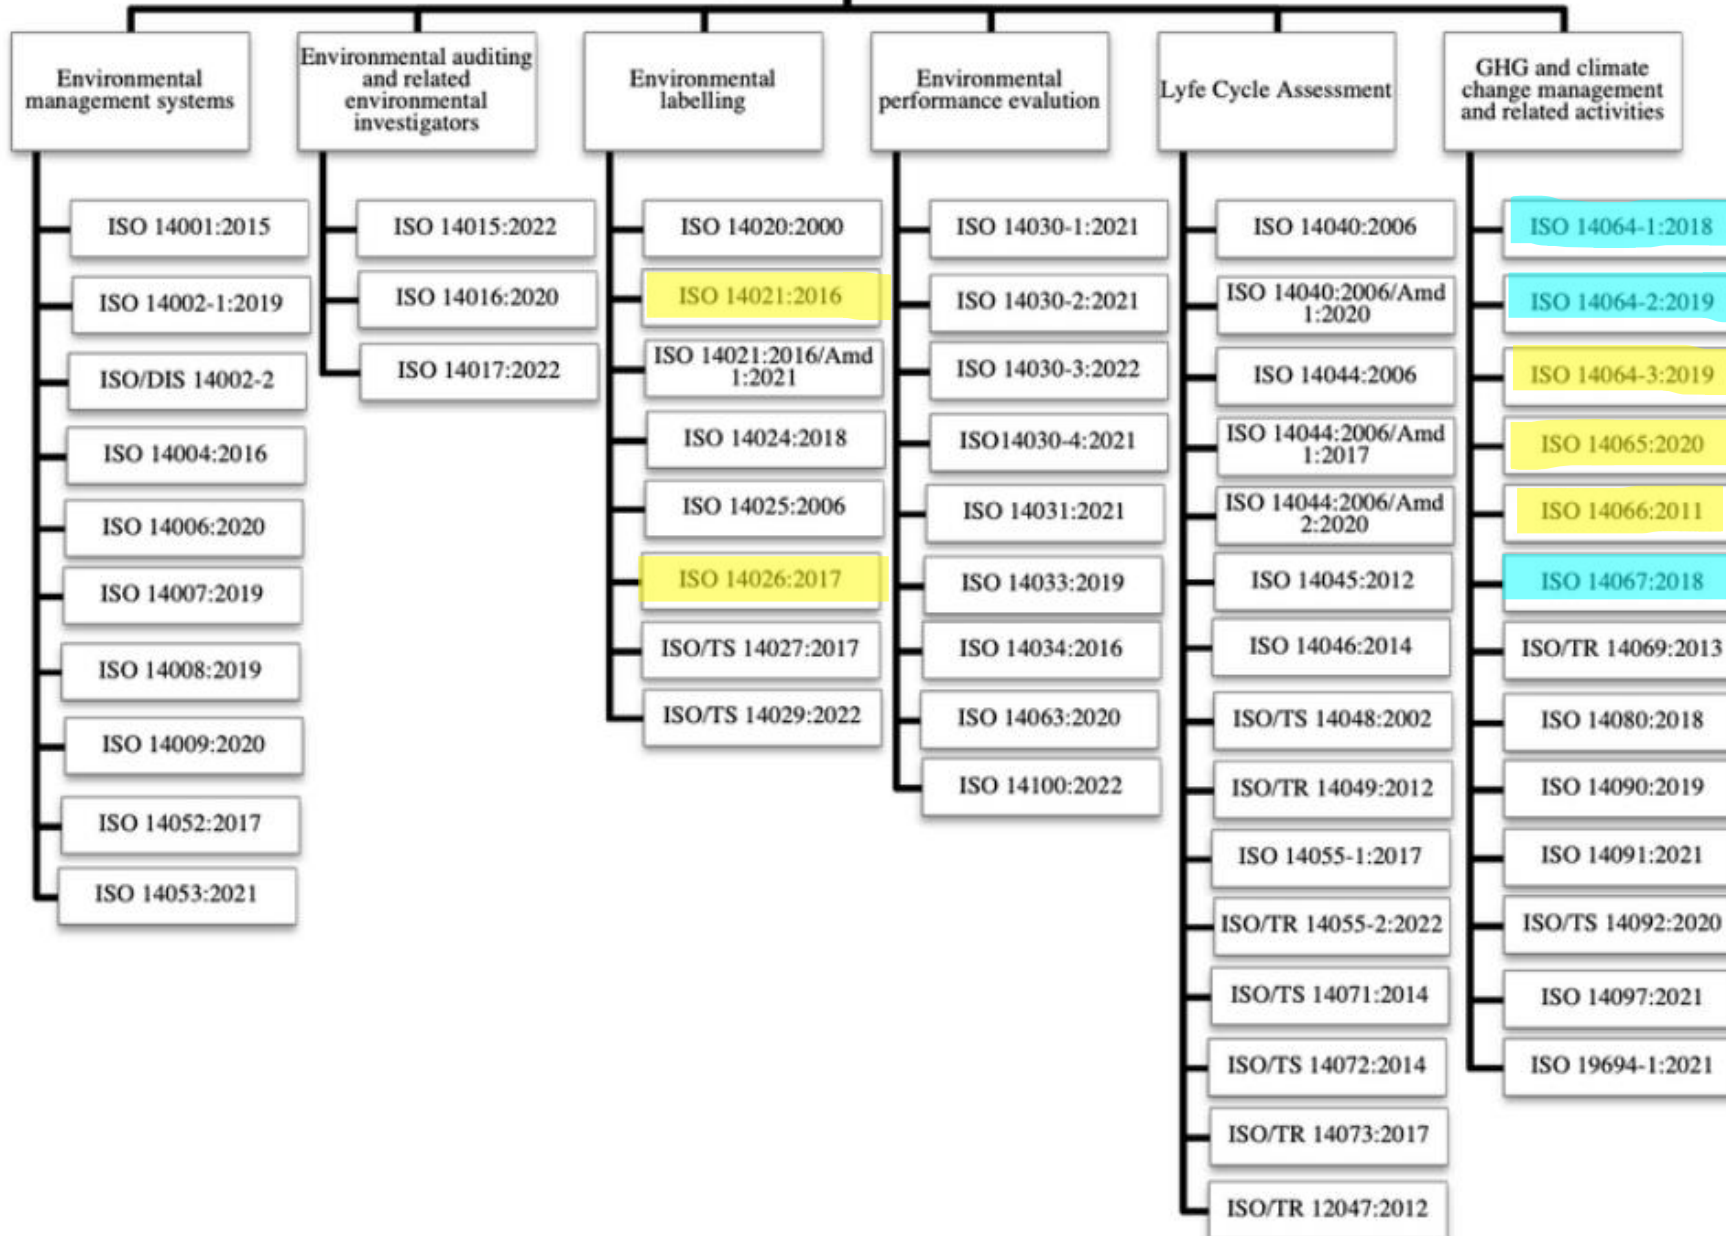 Environmental
management systems
ISO 14001:2015
ISO 14002-1:2019
ISO/DIS 14002-2
ISO 14004:2016
ISO 14006:2020
ISO 14007:2019
ISO 14008:2019
ISO 14009:2020
ISO 14052:2017
ISO 14053:2021
Environmental auditing
and related
environmental
investigators
ISO 14015:2022
ISO 14016:2020
ISO 14017:2022
Environmental
labelling
ISO 14020:2000
ISO 14021:2016
ISO 14021:2016/Amd
1:2021
ISO 14024:2018
ISO 14025:2006
ISO 14026:2017
ISO/TS 14027:2017
ISO/TS 14029:2022
Environmental
performance evalution
ISO 14030-1:2021
ISO 14030-2:2021
ISO 14030-3:2022
ISO14030-4:2021
ISO 14031:2021
ISO 14033:2019
ISO 14034:2016
ISO 14063:2020
ISO 14100:2022
Lyfe Cycle Assessment
ISO 14040:2006
ISO 14040:2006/Amd
1:2020
ISO 14044:2006
ISO 14044:2006/Amd
1:2017
ISO 14044:2006/Amd
2:2020
ISO 14045:2012
ISO 14046:2014
ISO/TS 14048:2002
ISO/TR 14049:2012
ISO 14055-1:2017
ISO/TR 14055-2:2022
ISO/TS 14071:2014
ISO/TS 14072:2014
ISO/TR 14073:2017
ISO/TR 12047:2012
GHG and climate
change management
and related activities
ISO 14064-1:2018
ISO 14064-2:2019
ISO 14064-3:2019
ISO 14065:2020
ISO 14066:2011
ISO 14067:2018
ISO/TR 14069:2013
ISO 14080:2018
ISO 14090:2019
ISO 14091:2021
ISO/TS 14092:2020
ISO 14097:2021
ISO 19694-1:2021